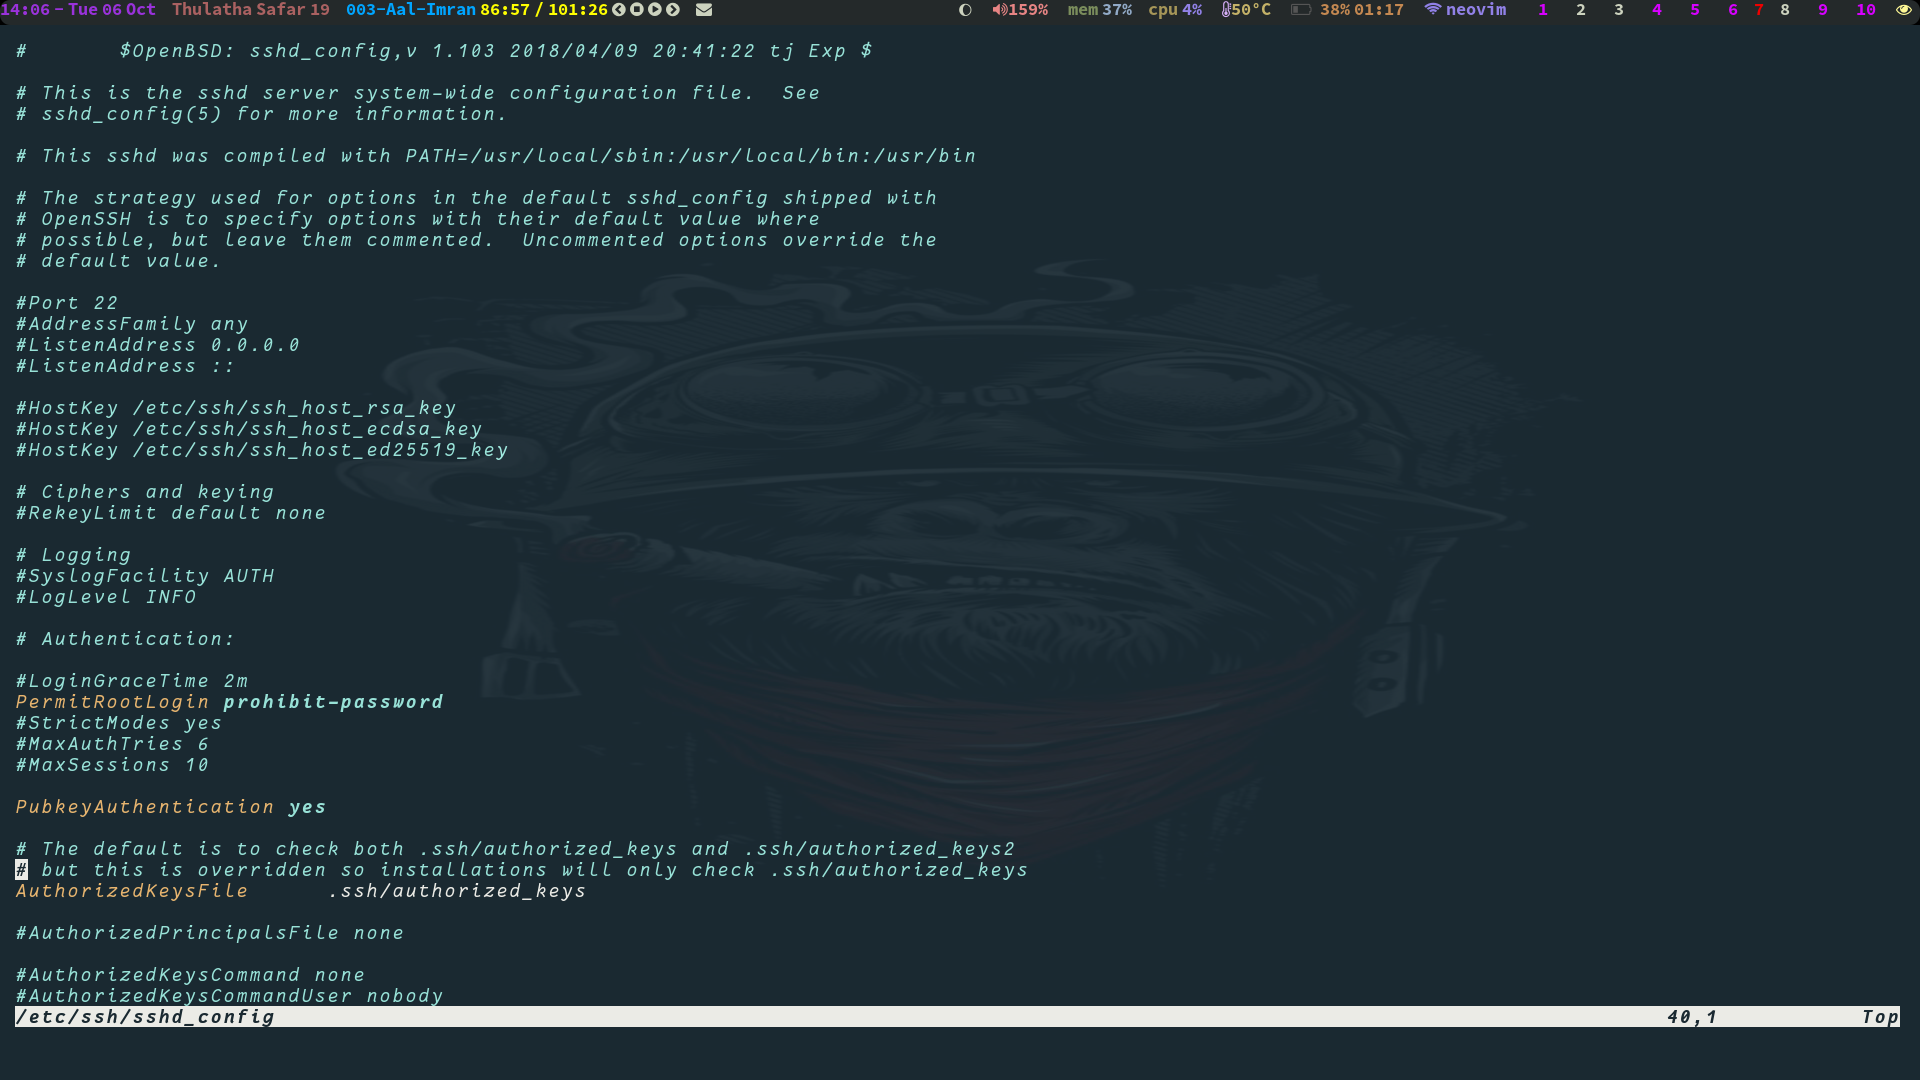 14:06 - Tue 06 Oct Thulatha Safar 19 003-Aal-Imran 86:57 / 101:26 159% mem 37% cpu 4% 50°C 38% 01:17 neovim 1 2 3 4 5 6 7 8 9 10
#       $OpenBSD: sshd_config,v 1.103 2018/04/09 20:41:22 tj Exp $
# This is the sshd server system-wide configuration file.  See
# sshd_config(5) for more information.
# This sshd was compiled with PATH=/usr/local/sbin:/usr/local/bin:/usr/bin
# The strategy used for options in the default sshd_config shipped with
# OpenSSH is to specify options with their default value where
# possible, but leave them commented.  Uncommented options override the
# default value.
#Port 22
#AddressFamily any
#ListenAddress 0.0.0.0
#ListenAddress ::
#HostKey /etc/ssh/ssh_host_rsa_key
#HostKey /etc/ssh/ssh_host_ecdsa_key
#HostKey /etc/ssh/ssh_host_ed25519_key
# Ciphers and keying
#RekeyLimit default none
# Logging
#SyslogFacility AUTH
#LogLevel INFO
# Authentication:
#LoginGraceTime 2m
PermitRootLogin prohibit-password
#StrictModes yes
#MaxAuthTries 6
#MaxSessions 10
PubkeyAuthentication yes
# The default is to check both .ssh/authorized_keys and .ssh/authorized_keys2
# but this is overridden so installations will only check .ssh/authorized_keys
AuthorizedKeysFile      .ssh/authorized_keys
#AuthorizedPrincipalsFile none
#AuthorizedKeysCommand none
#AuthorizedKeysCommandUser nobody
/etc/ssh/sshd_config 40,1 Top